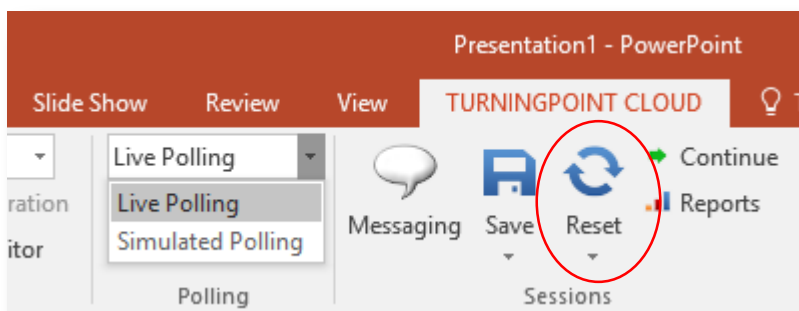 Presentation1 - PowerPoint
Slide Show Review View TURNINGPOINT CLOUD
Live Polling
Continue
ration
Live Polling
Reports
itor
Simulated Polling
Messaging
Save
Reset
Polling
Sessions